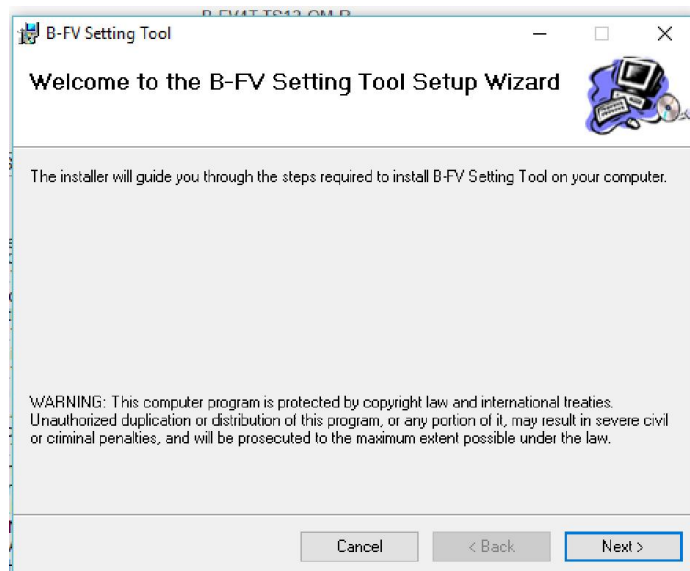 B-FV Setting Tool
Welcome to the B-FV Setting Tool Setup Wizard
The installer will guide you through the steps required to install B-FV Setting Tool on your computer.
WARNING: This computer program is protected by copyright law and international treaties.
Unauthorized duplication or distribution of this program, or any portion of it, may result in severe civil
or criminal penalties, and will be prosecuted to the maximum extent possible under the law.
Cancel
< Back
Next >